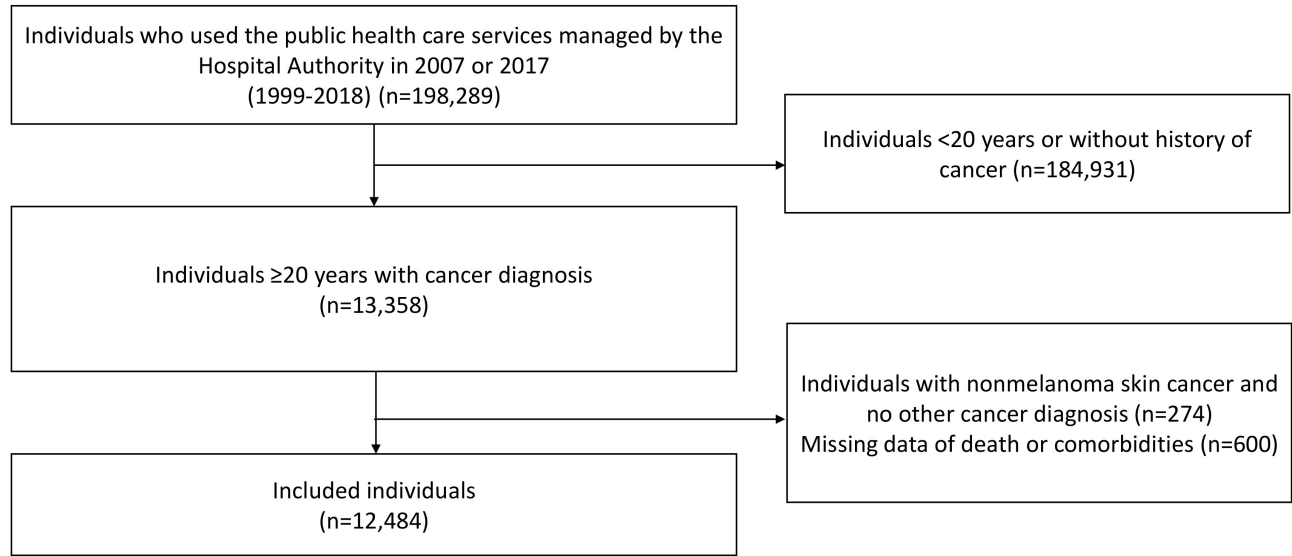 Individuals who used the public health care services managed by the
Hospital Authority in 2007 or 2017
(1999-2018) (n=198,289)
Individuals <20 years or without history of
cancer (n=184,931)
Individuals ≥20 years with cancer diagnosis
(n=13,358)
Individuals with nonmelanoma skin cancer and
no other cancer diagnosis (n=274)
Missing data of death or comorbidities (n=600)
Included individuals
(n=12,484)